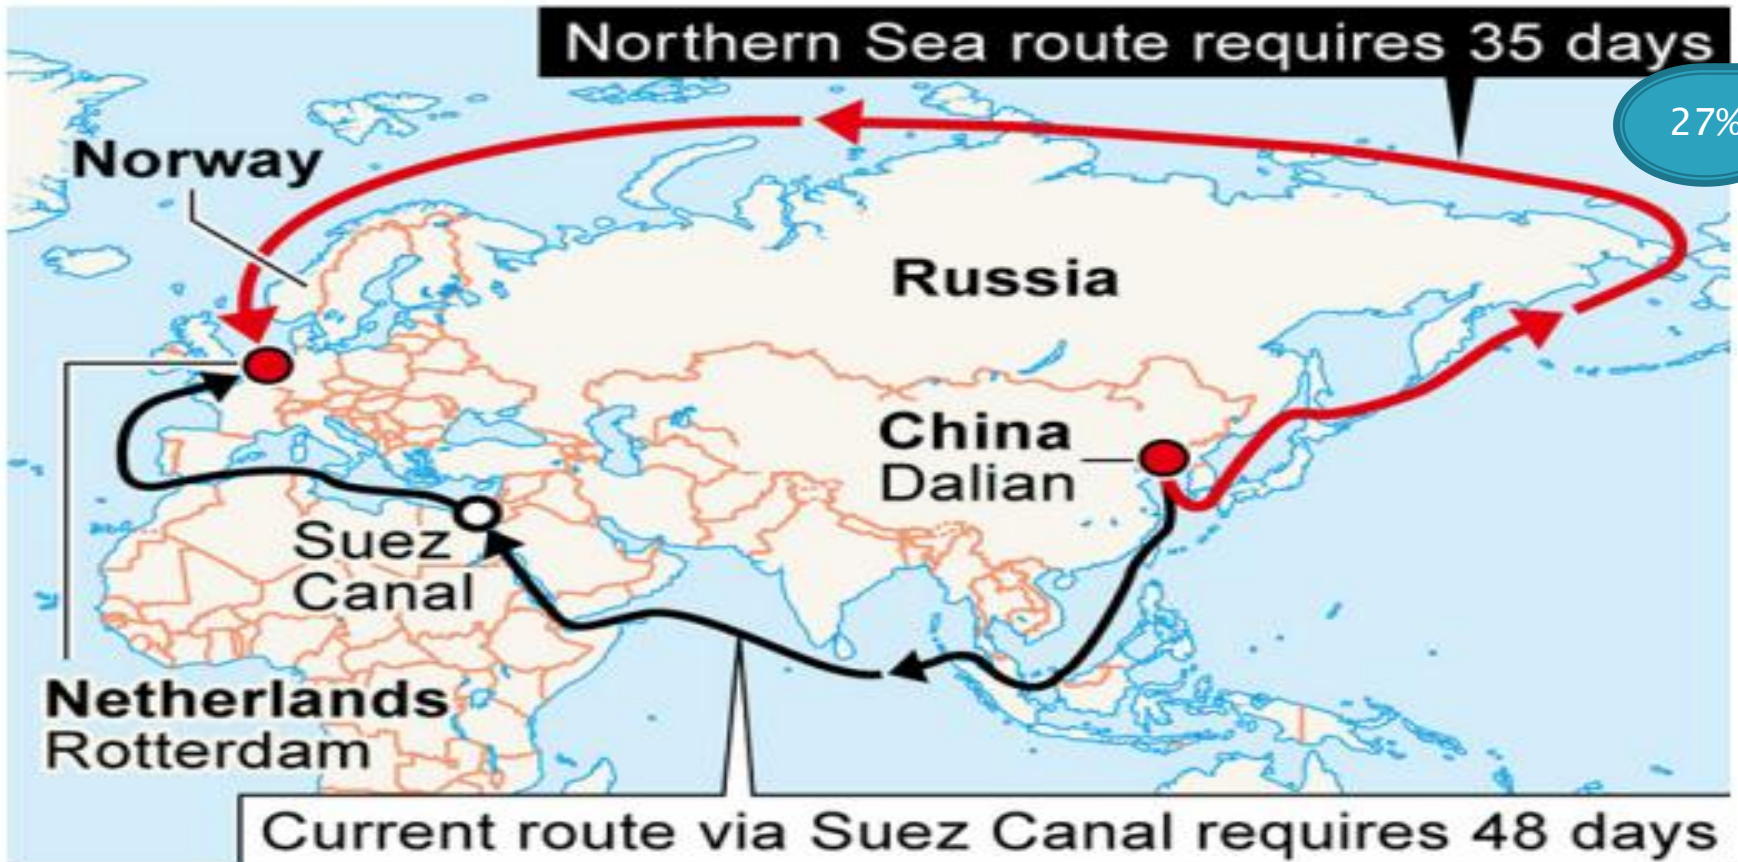 Northern Sea route requires 35 days
27%
Norway
Russia
China
Dalian
Suez
Canal
Netherlands
Rotterdam
Current route via Suez Canal requires 48 days